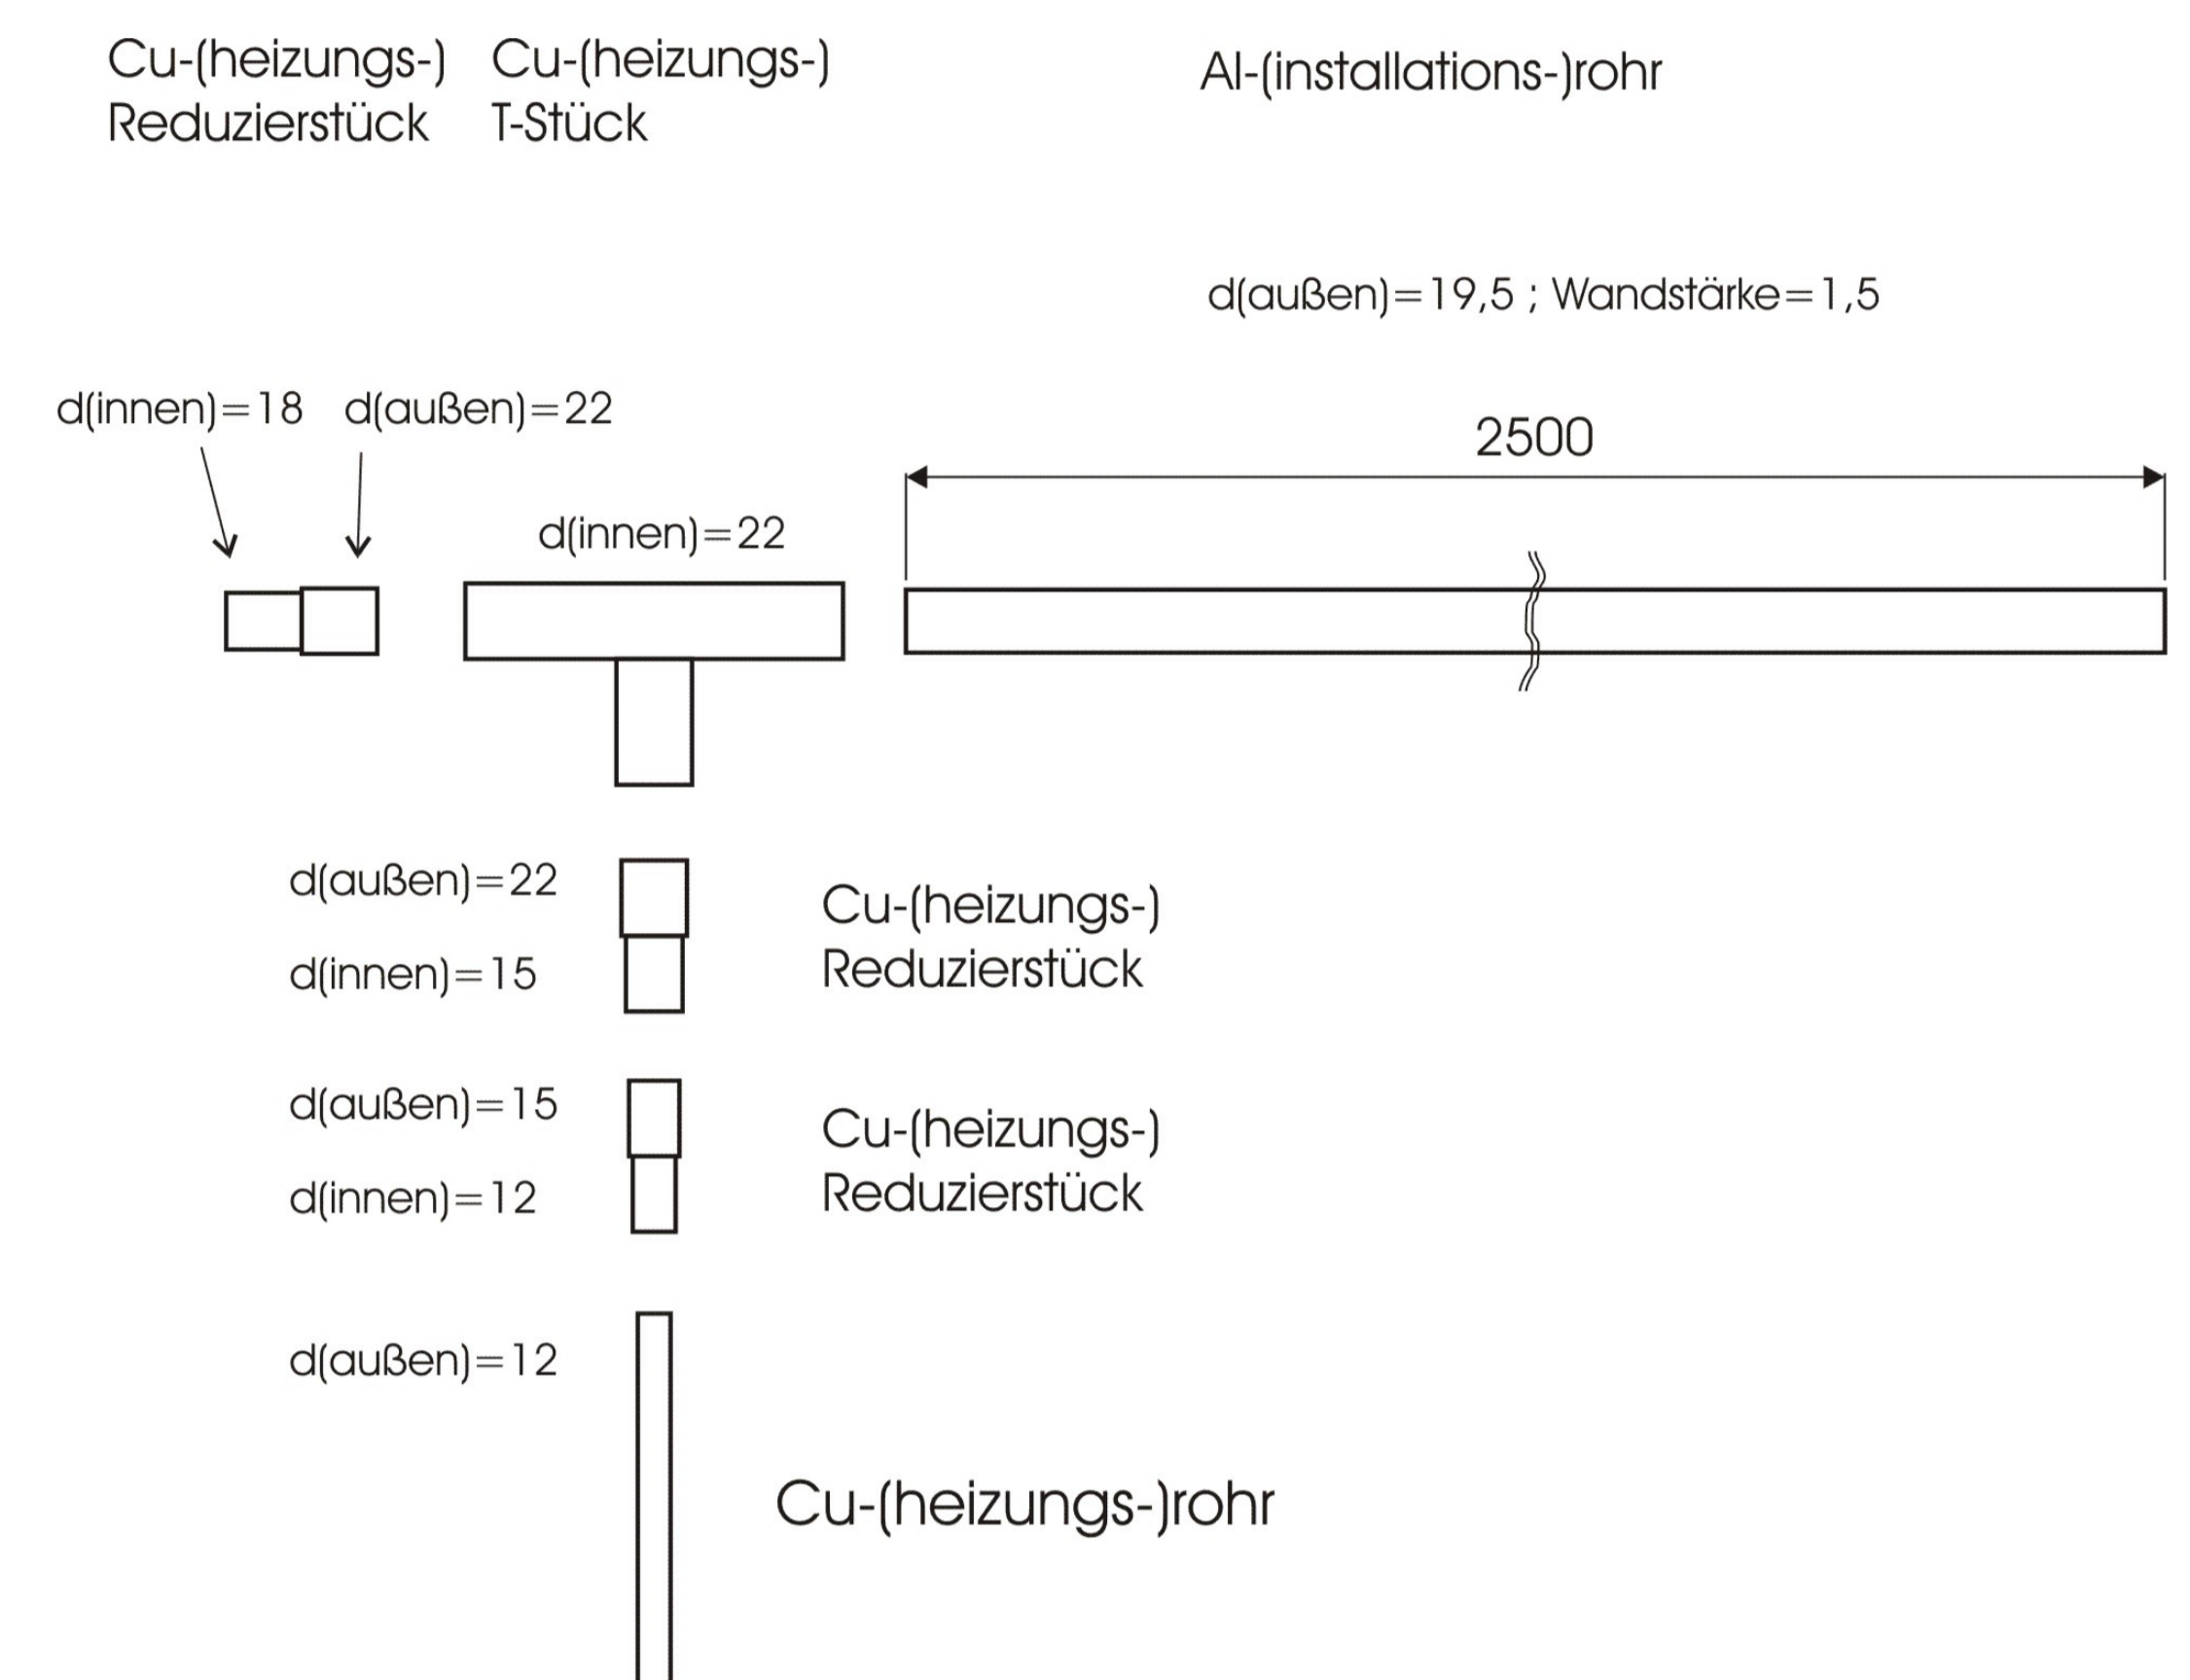 Cu-(heizungs-)
Reduzierstück
Cu-(heizungs-)
T-Stück
Al-(installations-)rohr
d(außen)=19,5 ; Wandstärke=1,5
d(innen)=18
d(außen)=22
2500
d(innen)=22
d(außen)=22
d(innen)=15
Cu-(heizungs-)
Reduzierstück
d(außen)=15
d(innen)=12
Cu-(heizungs-)
Reduzierstück
d(außen)=12
Cu-(heizungs-)rohr